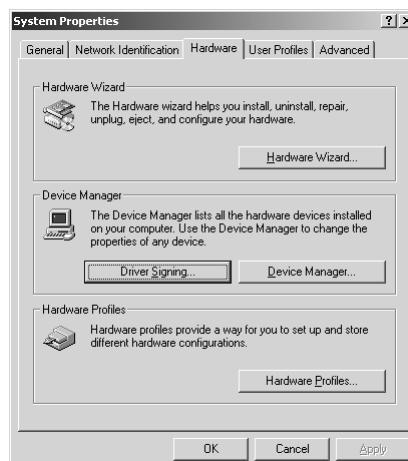 System Properties
General Network Identification Hardware User Profiles Advanced
Hardware Wizard
The Hardware wizard helps you install, uninstall, repair,
unplug, eject, and configure your hardware.
Hardware Wizard...
Device Manager
The Device Manager lists all the hardware devices installed
on your computer. Use the Device Manager to change the
properties of any device.
Driver Signing... Device Manager...
Hardware Profiles
Hardware profiles provide a way for you to set up and store
different hardware configurations.
Hardware Profiles...
OK Cancel Apply